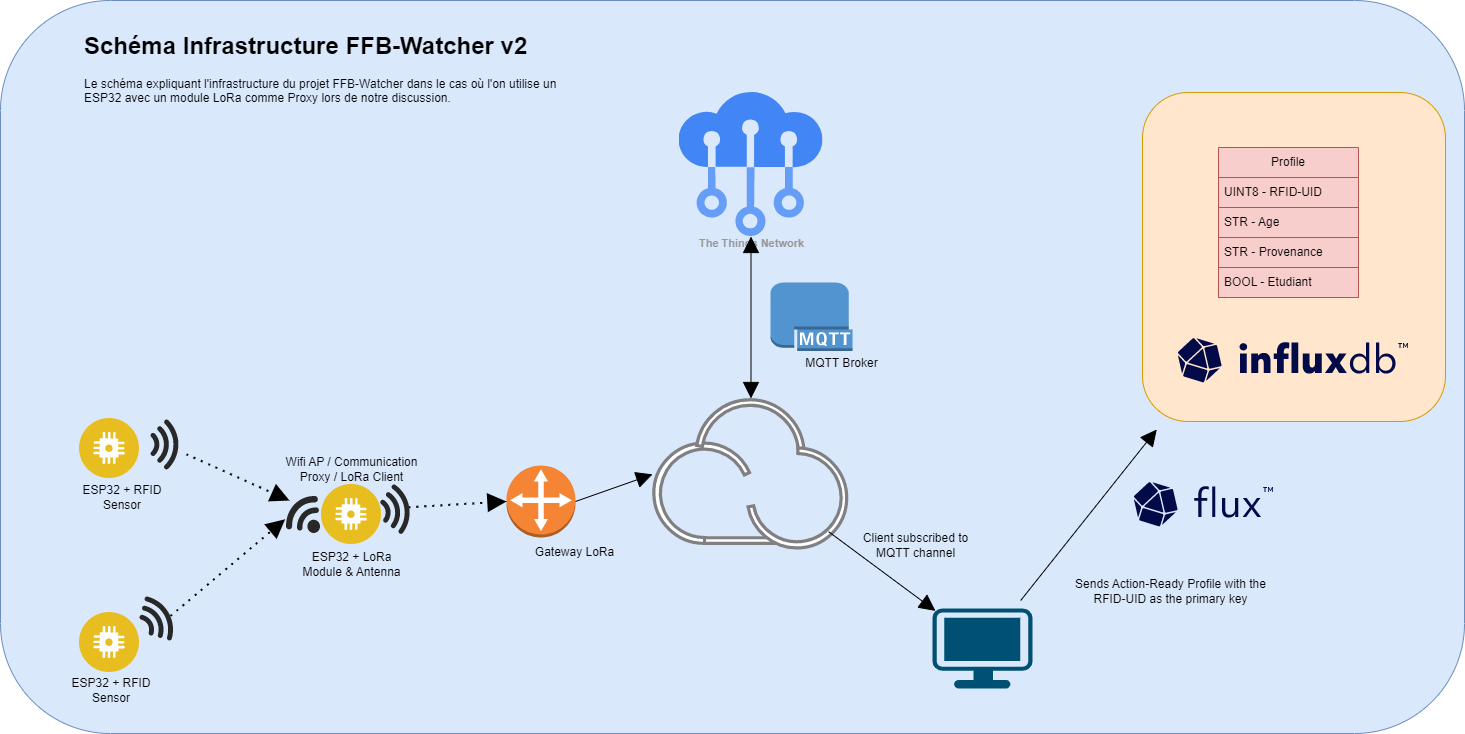 Schéma Infrastructure FFB-Watcher v2
Le schéma expliquant l'infrastructure du projet FFB-Watcher dans le cas où l'on utilise un
ESP32 avec un module LoRa comme Proxy lors de notre discussion.
The Things Network
MQTT
MQTT Broker
Profile
UINT8 - RFID-UID
STR - Age
STR - Provenance
BOOL - Etudiant
influxdb™
ESP32 + RFID
Sensor
Wifi AP / Communication
Proxy / LoRa Client
ESP32 + LoRa
Module & Antenna
Gateway LoRa
Client subscribed to
MQTT channel
flux™
Sends Action-Ready Profile with the
RFID-UID as the primary key
ESP32 + RFID
Sensor